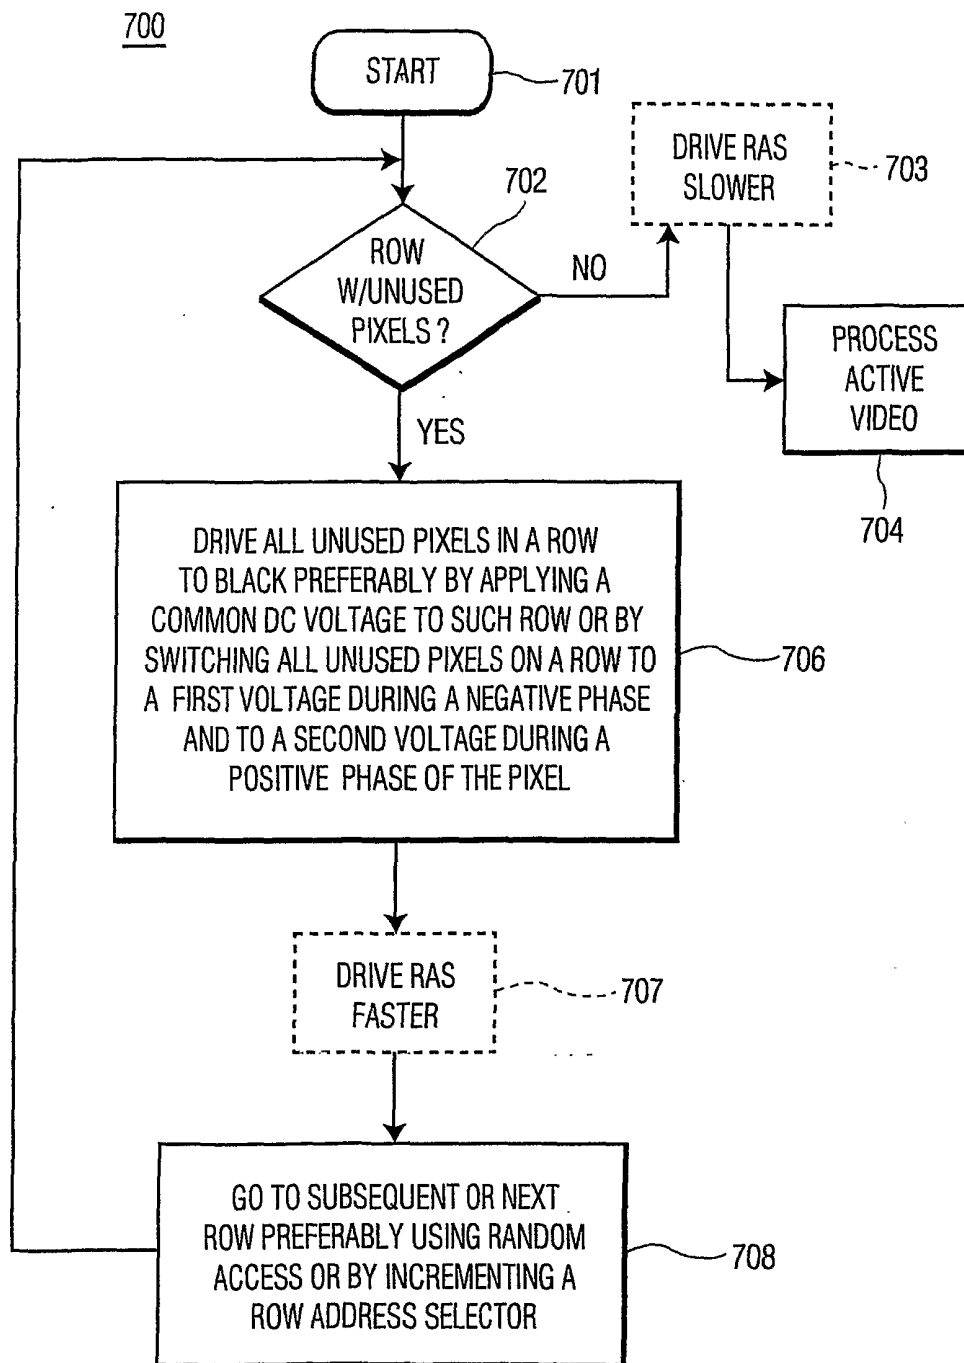 700
START
701
702
ROW
W/UNUSED
PIXELS ?
NO
DRIVE RAS
SLOWER
703
PROCESS
ACTIVE
VIDEO
704
YES
DRIVE ALL UNUSED PIXELS IN A ROW
TO BLACK PREFERABLY BY APPLYING A
COMMON DC VOLTAGE TO SUCH ROW OR BY
SWITCHING ALL UNUSED PIXELS ON A ROW TO
A FIRST VOLTAGE DURING A NEGATIVE PHASE
AND TO A SECOND VOLTAGE DURING A
POSITIVE PHASE OF THE PIXEL
706
DRIVE RAS
FASTER
707
GO TO SUBSEQUENT OR NEXT
ROW PREFERABLY USING RANDOM
ACCESS OR BY INCREMENTING A
ROW ADDRESS SELECTOR
708